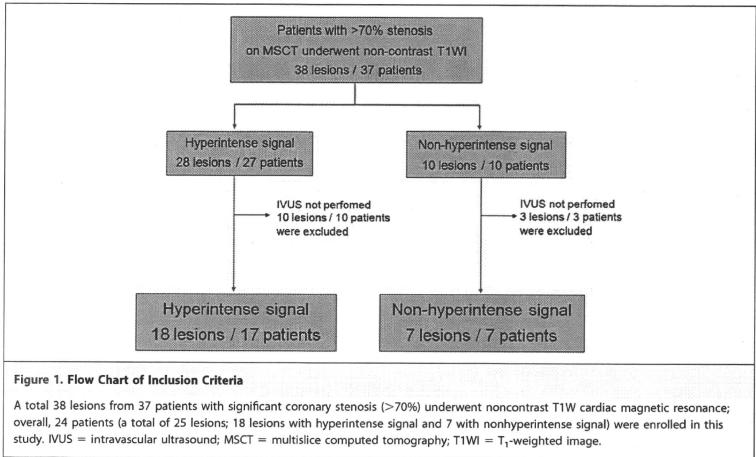 Patients with >70% stenosis
on MSCT underwent non-contrast T1WI
38 lesions / 37 patients
Hyperintense signal
28 lesions / 27 patients
Non-hyperintense signal
10 lesions / 10 patients
IVUS not perfomed
10 lesions / 10 patients
were excluded
IVUS not perfomed
3 lesions / 3 patients
were excluded
Hyperintense signal
18 lesions / 17 patients
Non-hyperintense signal
7 lesions / 7 patients
Figure 1. Flow Chart of Inclusion Criteria
A total 38 lesions from 37 patients with significant coronary stenosis (>70%) underwent noncontrast T1W cardiac magnetic resonance;
overall, 24 patients (a total of 25 lesions; 18 lesions with hyperintense signal and 7 with nonhyperintense signal) were enrolled in this
study. IVUS = intravascular ultrasound; MSCT = multislice computed tomography; T1WI = T₁-weighted image.